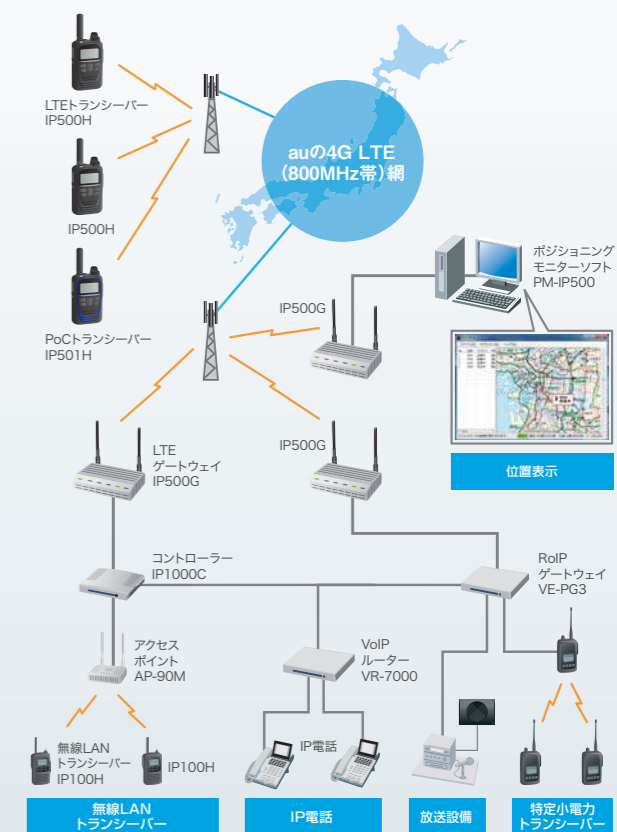 LTEトランシーバー
IP500H
IP500H
PoCトランシーバー
IP501H
auの4G LTE
(800MHz帯)網
ポジショニング
モニターソフト
PM-IP500
IP500G
位置表示
LTE
ゲートウェイ
IP500G
IP500G
コントローラー
IP1000C
RoIP
ゲートウェイ
VE-PG3
アクセス
ポイント
AP-90M
VoIP
ルーター
VR-7000
無線LAN
トランシーバー
IP100H
IP100H
IP電話
無線LAN
トランシーバー
IP電話
放送設備
特定小電力
トランシーバー